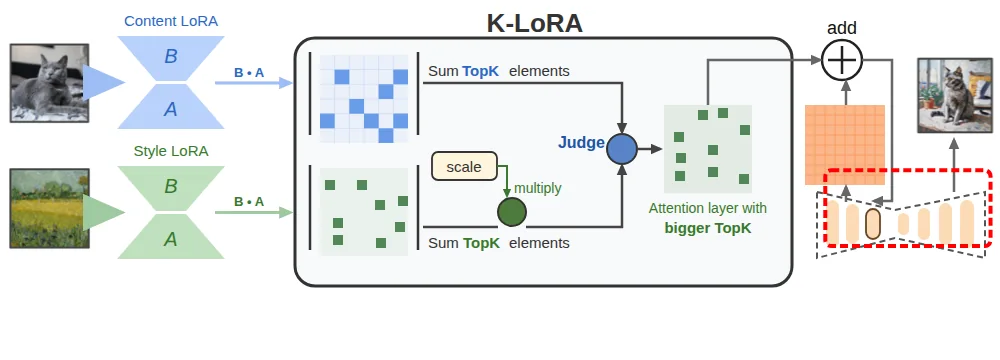 K-LoRA
Content LoRA
B
A
B • A
Sum TopK elements
add
Judge
Style LoRA
B
A
B • A
scale
multiply
Sum TopK elements
Attention layer with
bigger TopK